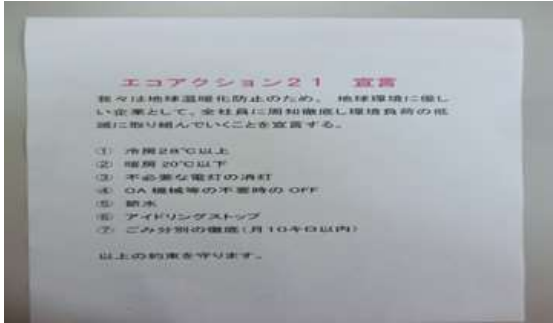 エコアクション21　宣言
我々は地球温暖化防止のため、 地球環境に優し
い企業として、全社員に周知徹底し環境負荷の低
減に取り組んでいくことを宣言する。
① 冷房28℃以上
② 暖房 20℃以下
③ 不必要な電灯の消灯
④ OA 機械等の不要時の OFF
⑤ 節水
⑥ アイドリングストップ
⑦ ごみ分別の徹底(月10キロ以内)
以上の約束を守ります。